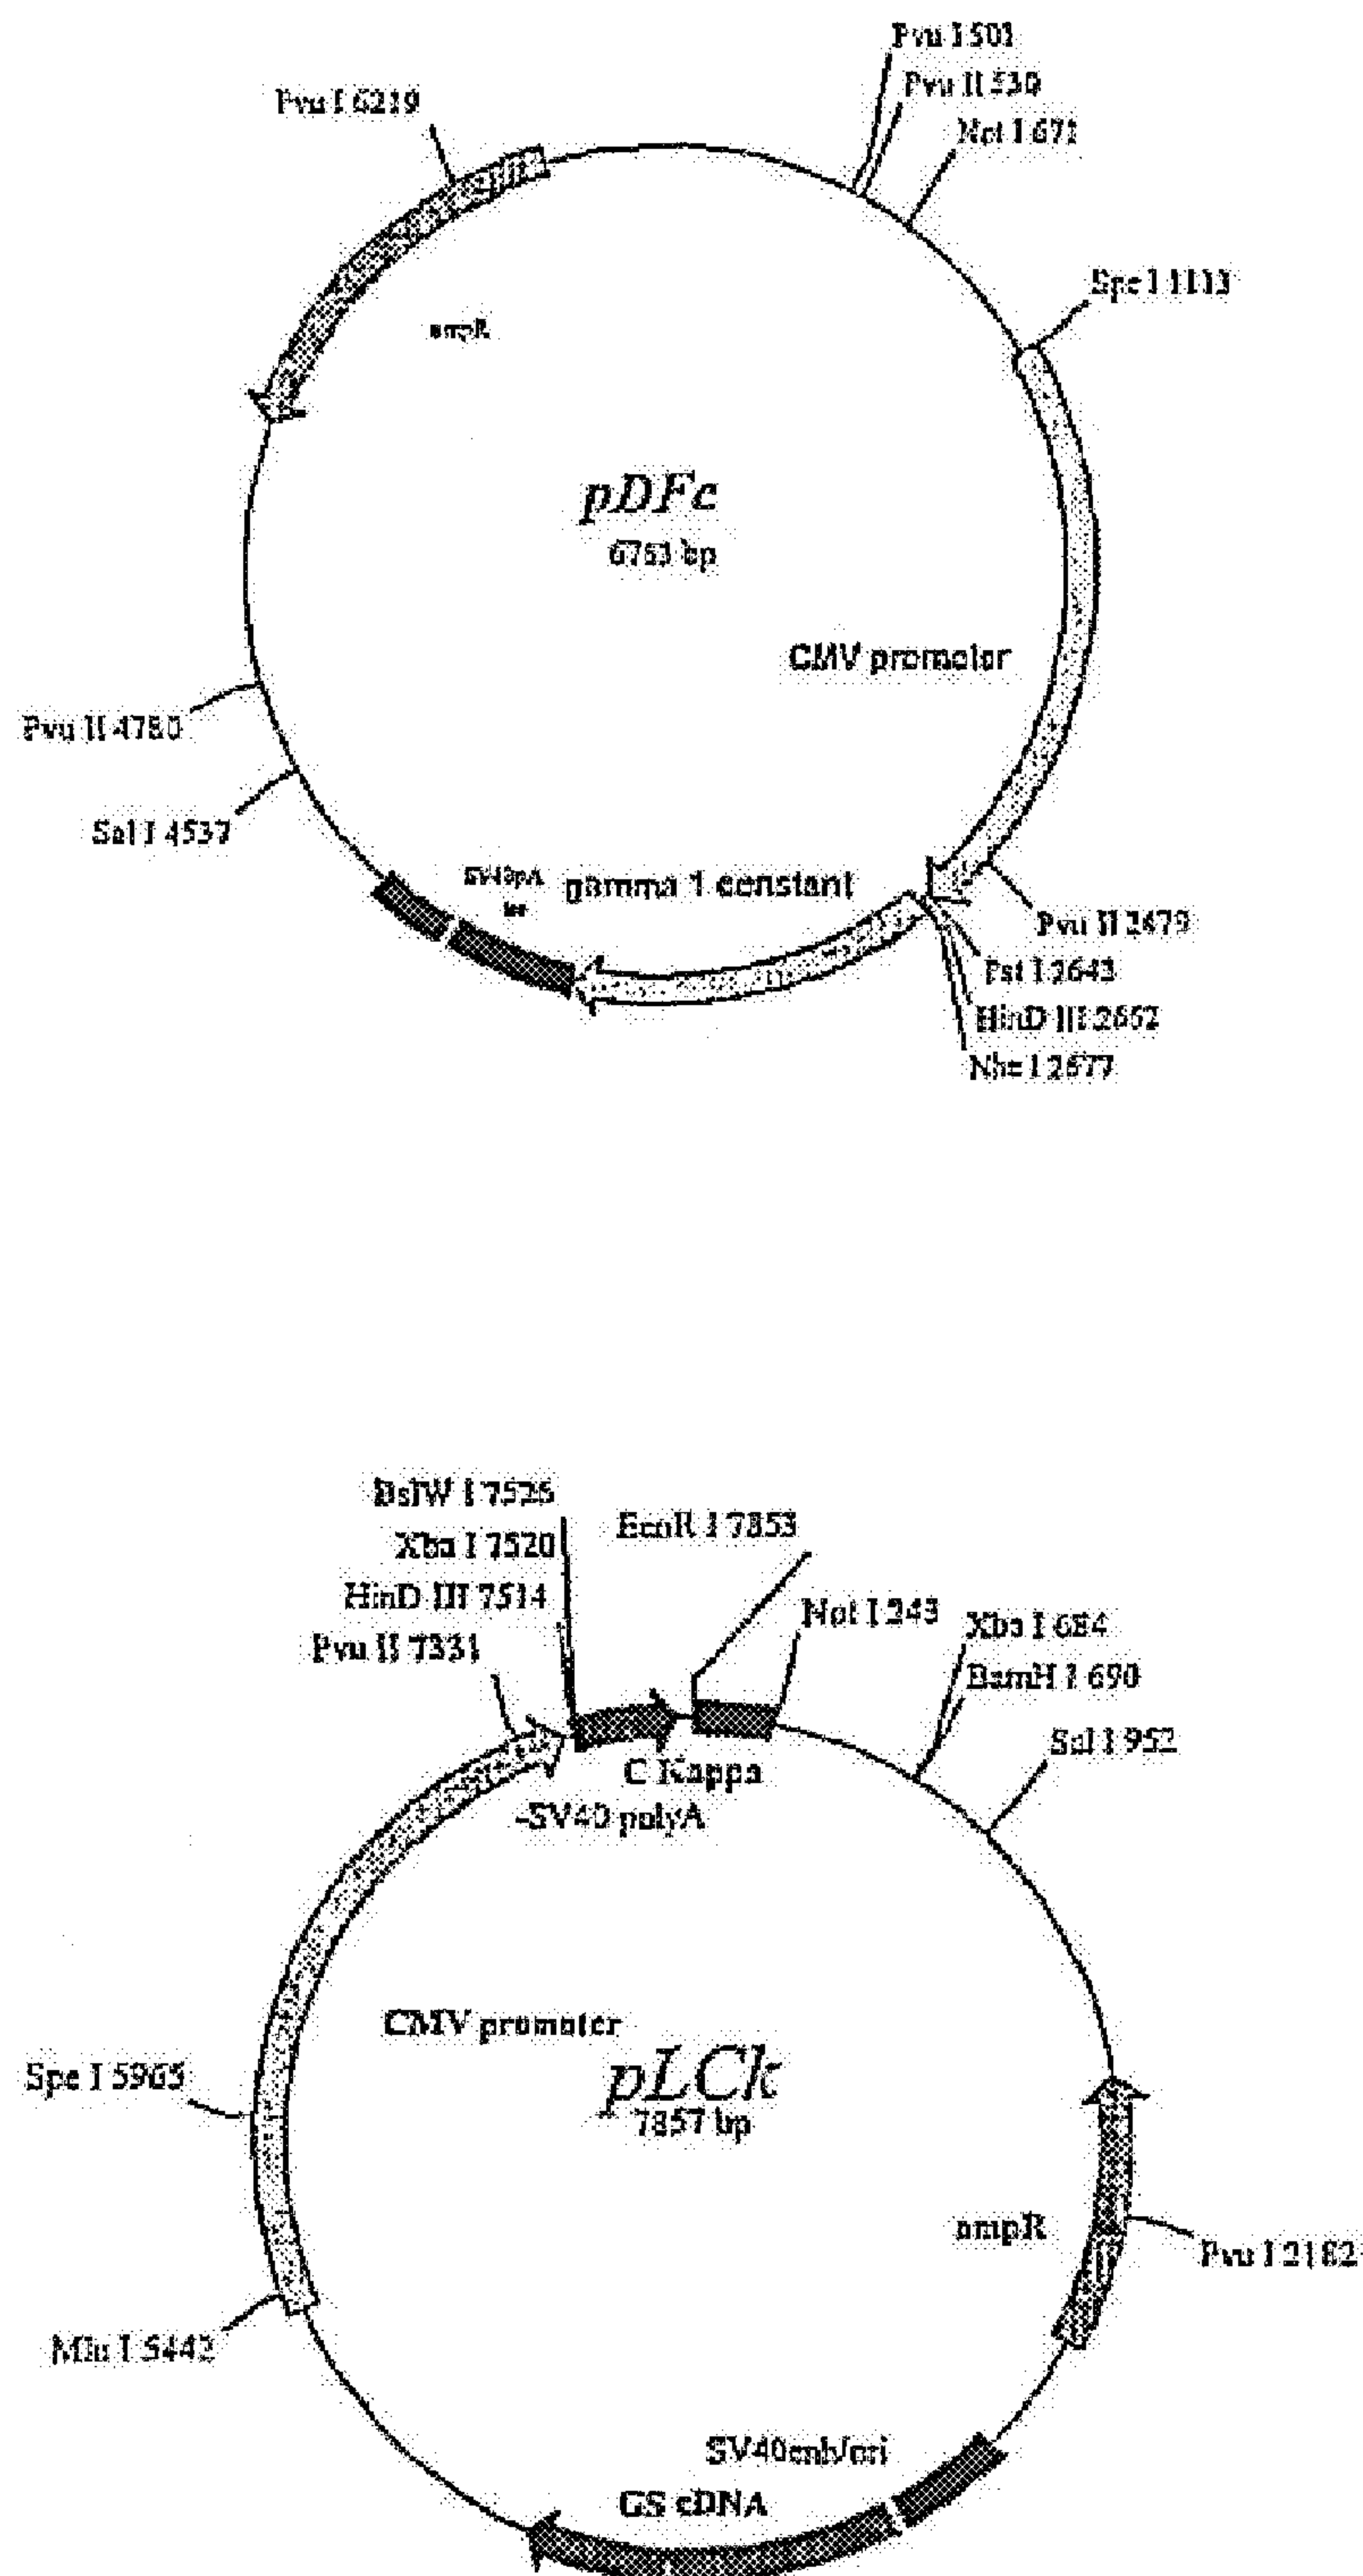 Pvu I 501
Pvu II 530
Pvu I 6219
Not I 671
Spe I 1113
ampR
pDFc
bp
CMV promoter
Pvu II 4780
Sal I 4537
SV40pA
gamma 1 constant
Pvu II 2479
Pst I 2643
HinD III 2662
Nhe I 2677
BsiW I 7526
EcoR I 7853
Xba I 7520
HinD III 7514
Not I 243
Xba I 684
Pvu II 7331
BamH I 690
Sal I 952
C Kappa
-SV40 polyA
CMV promoter
pLCk
7857 bp
Spe I 5965
ampR
Pvu I 2182
Mlu I 5442
SV40enh/ori
GS cDNA